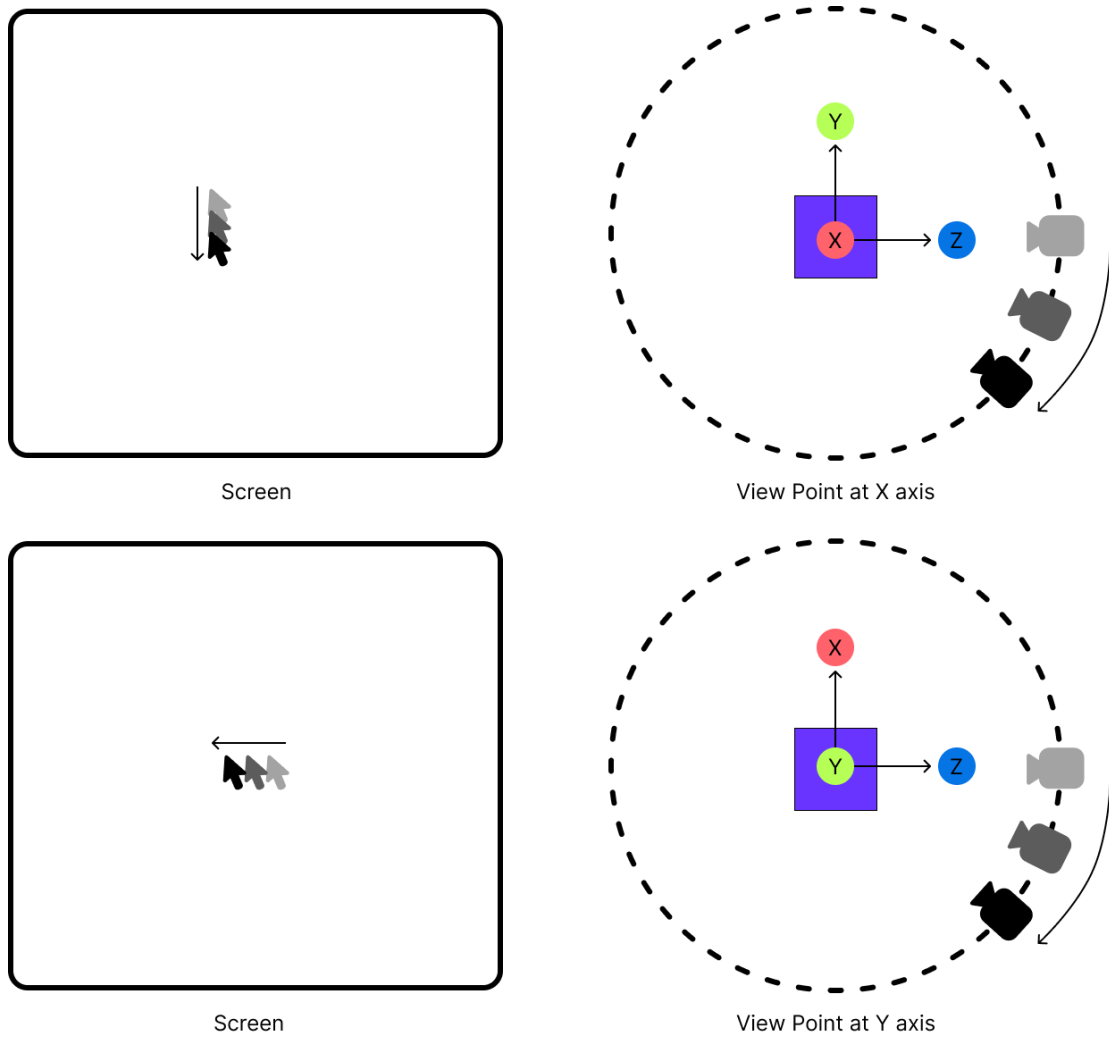 Y
X
Z
Screen
View Point at X axis
X
Y
Z
Screen
View Point at Y axis